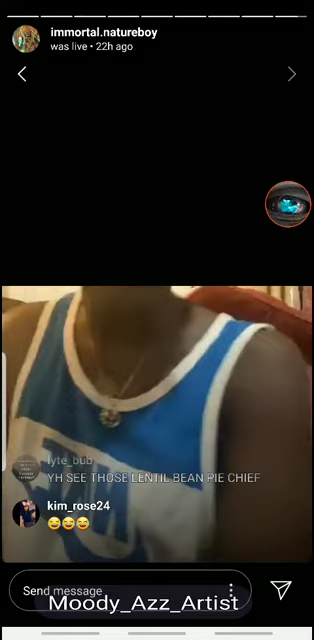 immortal.natureboy
was live • 22h ago
lyte_bub
YH SEE THOSE LENTIL BEAN PIE CHIEF
kim_rose24
😂😂😂
Send message
Moody_Azz_Artist